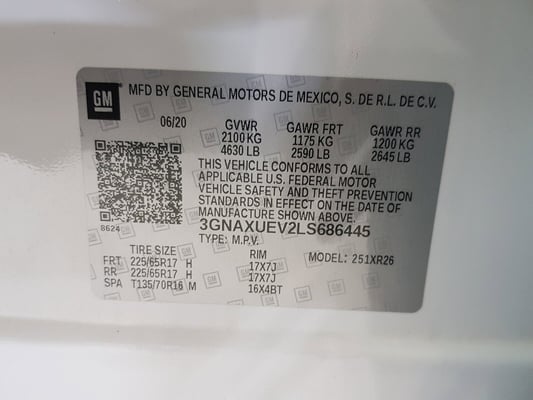 GM MFD BY GENERAL MOTORS DE MEXICO, S. DE R.L. DE C.V.
06/20 GVWR GAWR FRT GAWR RR
2100 KG 1175 KG 1200 KG
4630 LB 2590 LB 2645 LB
THIS VEHICLE CONFORMS TO ALL
APPLICABLE U.S. FEDERAL MOTOR
VEHICLE SAFETY AND THEFT PREVENTION
STANDARDS IN EFFECT ON THE DATE OF
MANUFACTURE SHOWN ABOVE.
8624 3GNAXUEV2LS686445
TYPE: M.P.V.
TIRE SIZE RIM MODEL: 251XR26
FRT 225/65R17 H 17X7J
RR 225/65R17 H 17X7J
SPA T135/70R16 M 16X4BT